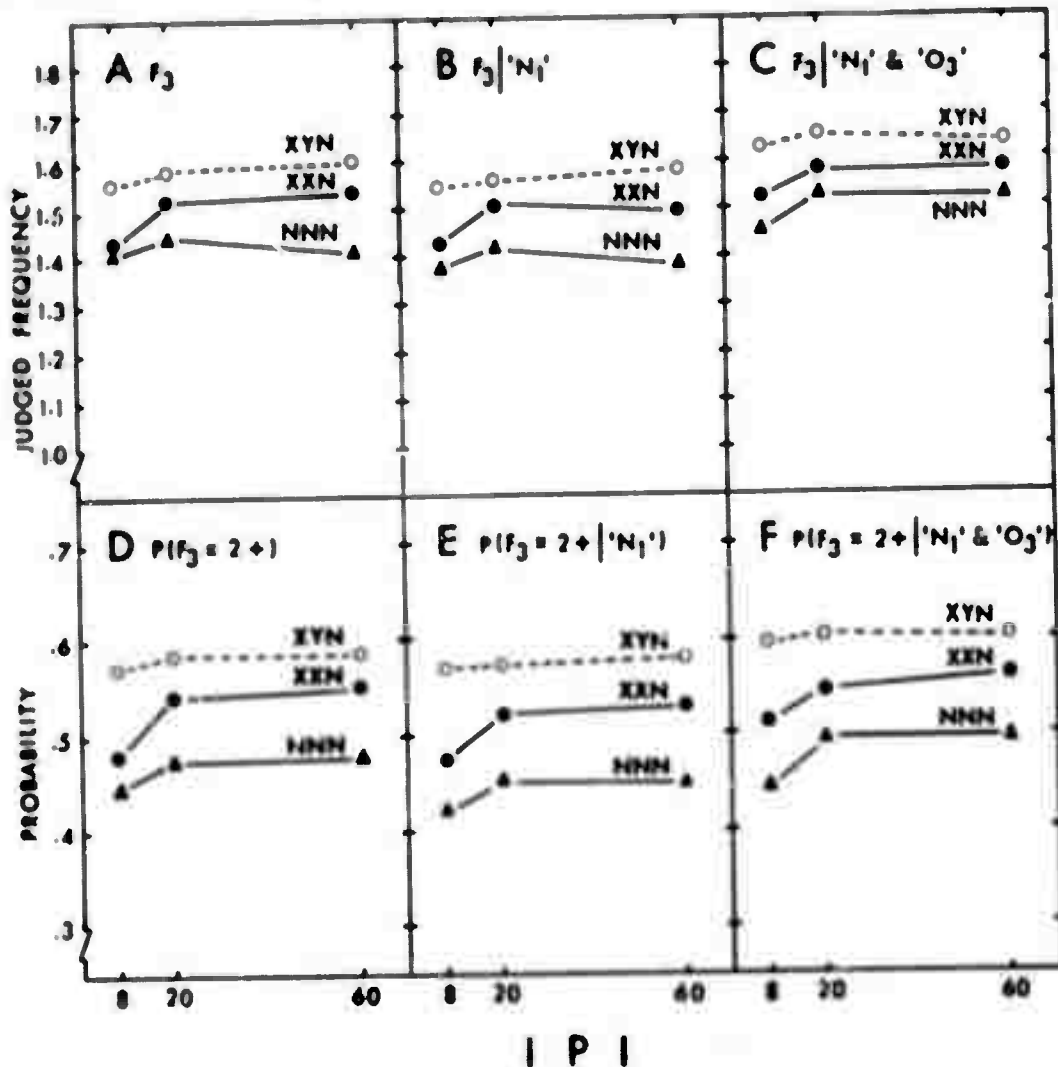 A F₃
B F₃|'N₁'
C F₃|'N₁' & 'O₃'
JUDGED FREQUENCY
1.8
1.7
1.6
1.5
1.4
1.3
1.2
1.1
1.0
XYN
XXN
NNN
XYN
XXN
NNN
XYN
XXN
NNN
D P(F₃ = 2+)
E P(F₃ = 2+|'N₁')
F P(F₃ = 2+|'N₁' & 'O₃')
PROBABILITY
.7
.6
.5
.4
.3
XYN
XXN
NNN
XYN
XXN
NNN
XYN
XXN
NNN
8 20 60
8 20 60
8 20 60
I P I